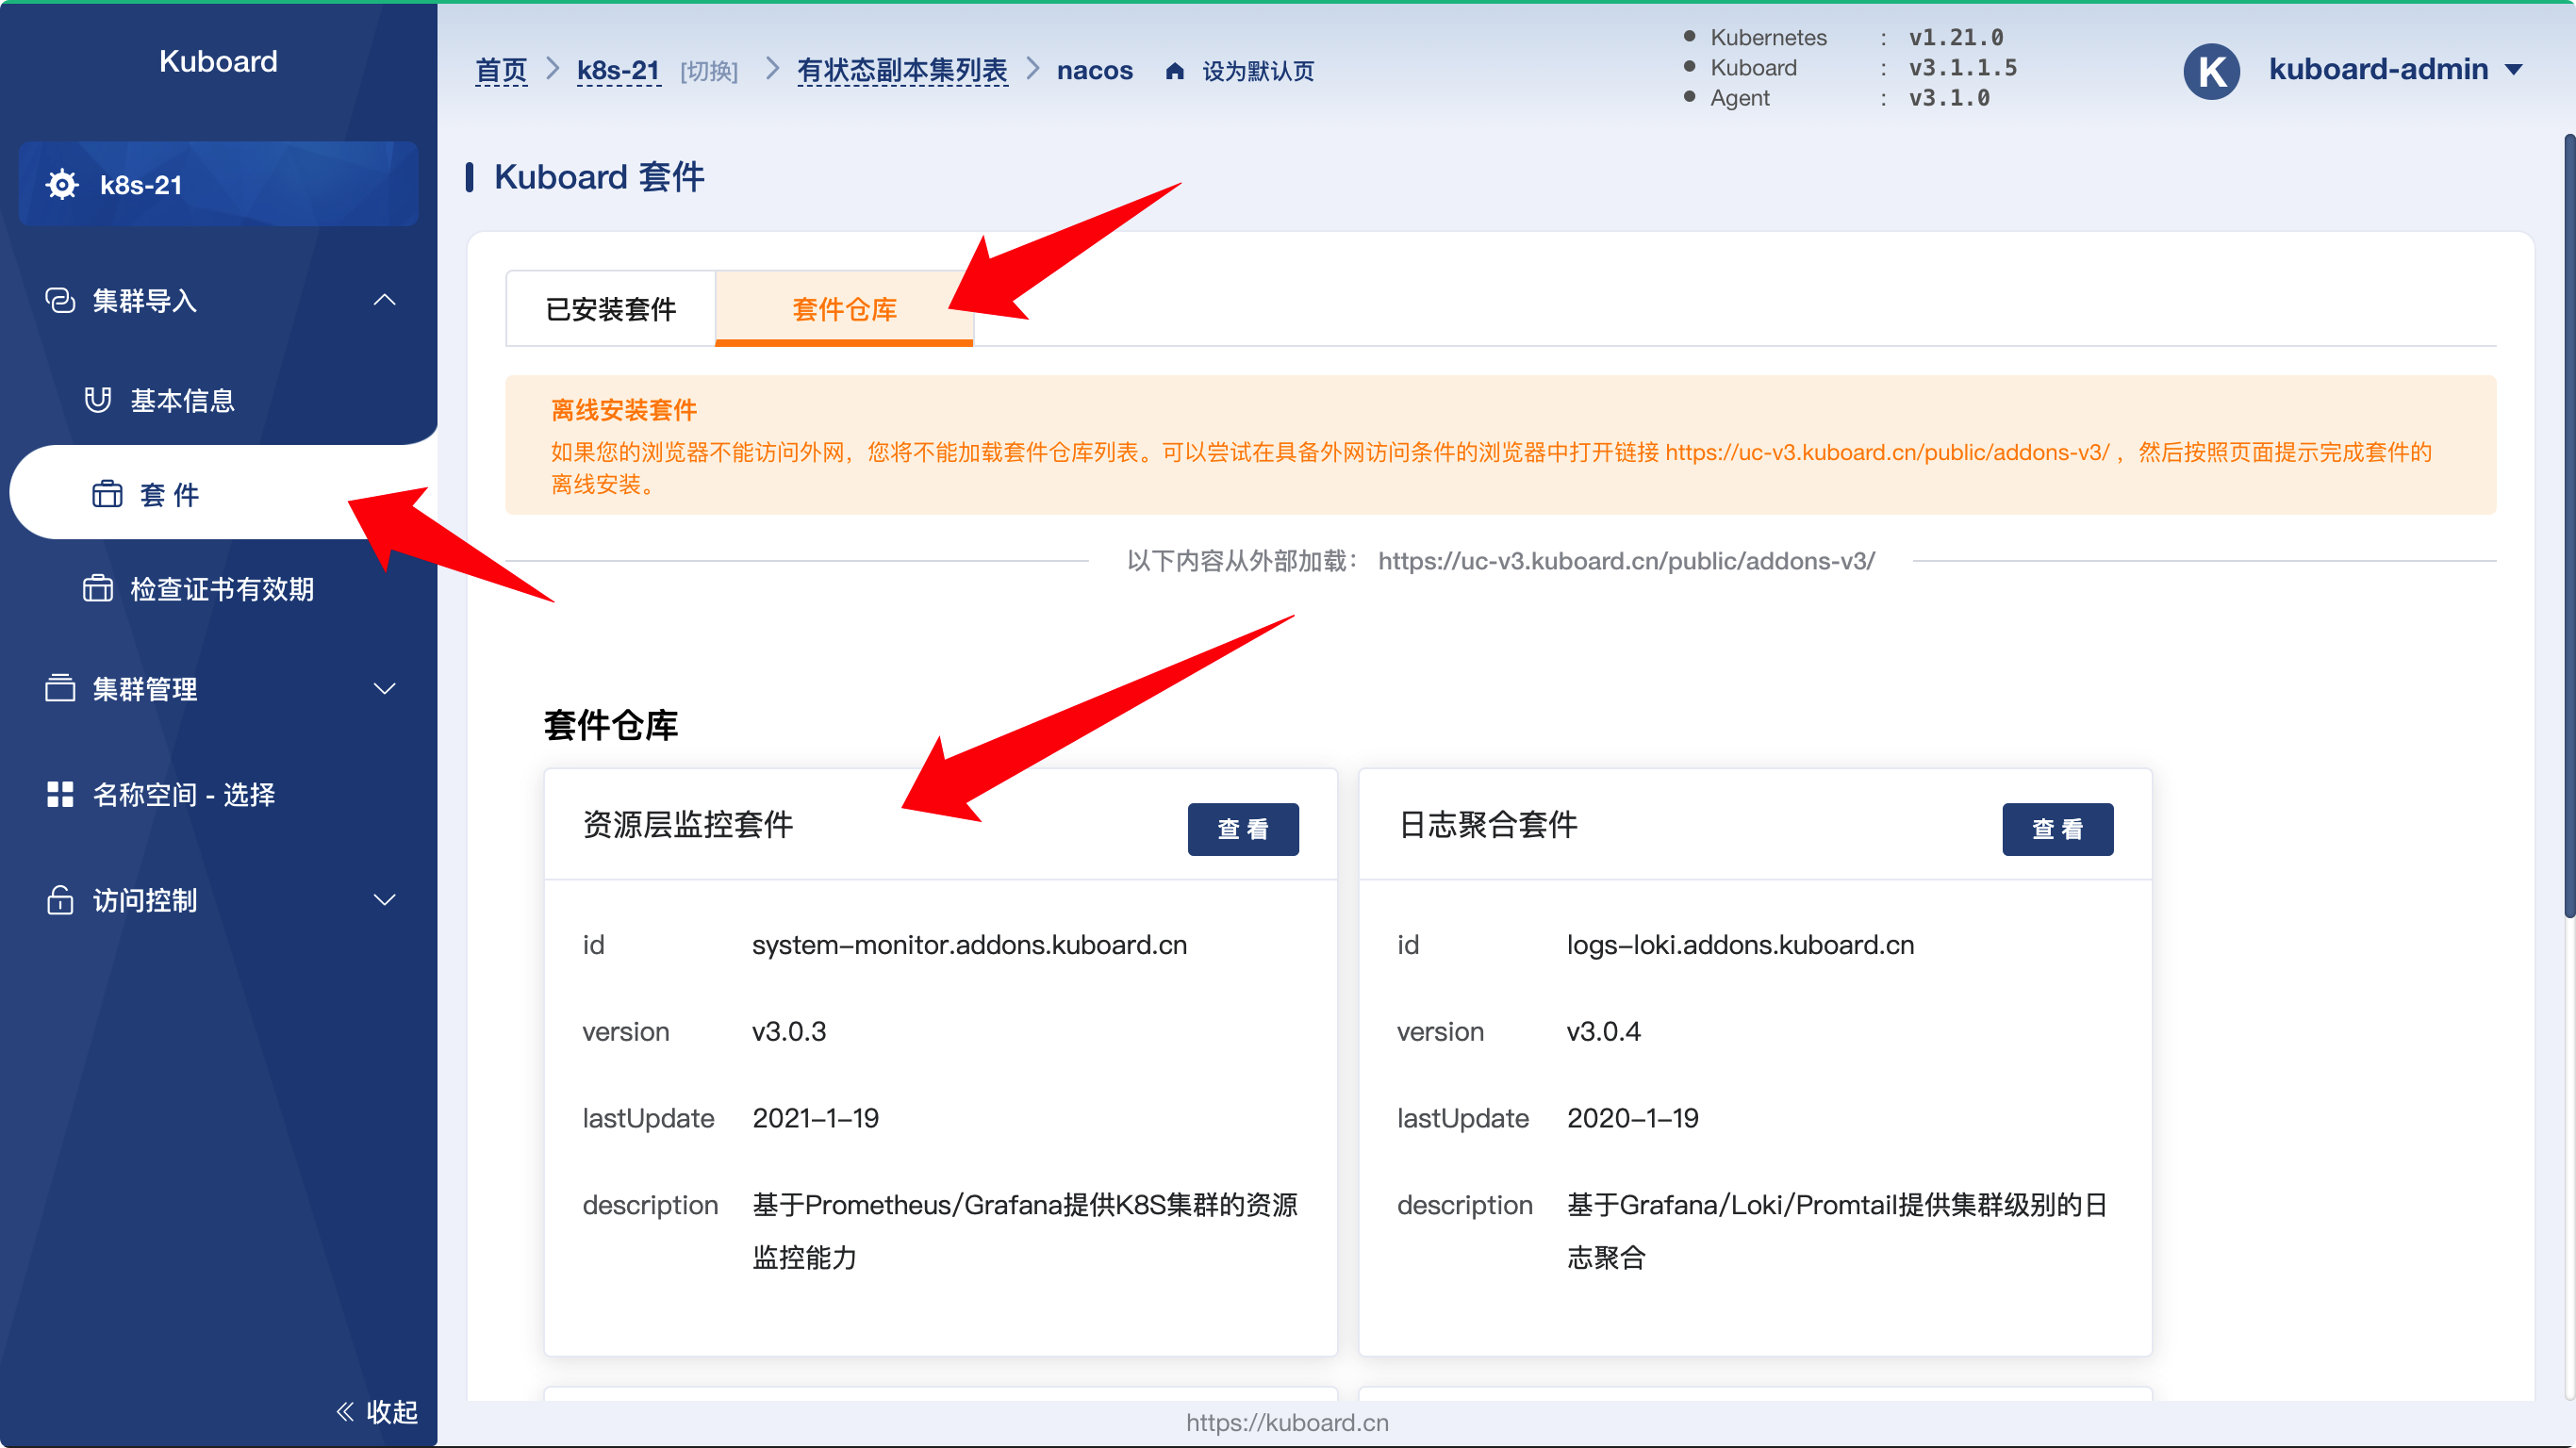 Kuboard
k8s-21
集群导入
基本信息
套 件
检查证书有效期
集群管理
名称空间 - 选择
访问控制
收起
首页 k8s-21 [切换] 有状态副本集列表 nacos 设为默认页
Kubernetes : v1.21.0
Kuboard : v3.1.1.5
Agent : v3.1.0
K kuboard-admin
Kuboard 套件
已安装套件 套件仓库
离线安装套件
如果您的浏览器不能访问外网，您将不能加载套件仓库列表。可以尝试在具备外网访问条件的浏览器中打开链接 https://uc-v3.kuboard.cn/public/addons-v3/ ，然后按照页面提示完成套件的
离线安装。
以下内容从外部加载： https://uc-v3.kuboard.cn/public/addons-v3/
套件仓库
资源层监控套件 查 看
id system-monitor.addons.kuboard.cn
version v3.0.3
lastUpdate 2021-1-19
description 基于Prometheus/Grafana提供K8S集群的资源
监控能力
日志聚合套件 查 看
id logs-loki.addons.kuboard.cn
version v3.0.4
lastUpdate 2020-1-19
description 基于Grafana/Loki/Promtail提供集群级别的日
志聚合
https://kuboard.cn